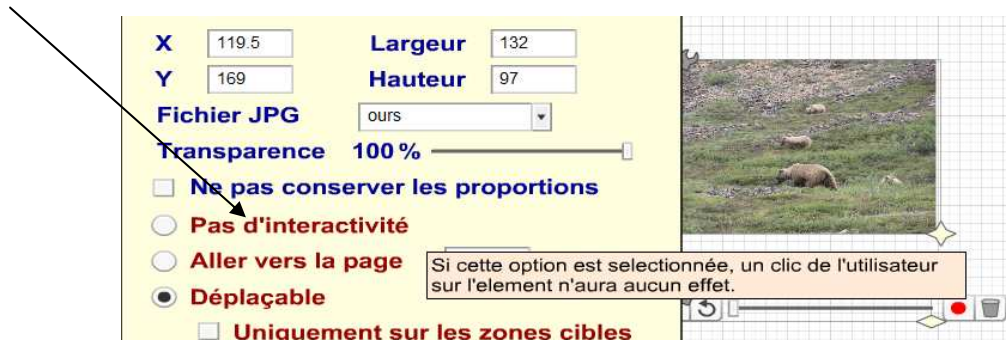 X 119.5 Largeur 132
Y 169 Hauteur 97
Fichier JPG ours
Transparence 100 %
Ne pas conserver les proportions
Pas d'interactivité
Aller vers la page
Si cette option est selectionnée, un clic de l'utilisateur
sur l'element n'aura aucun effet.
Déplaçable
Uniquement sur les zones cibles